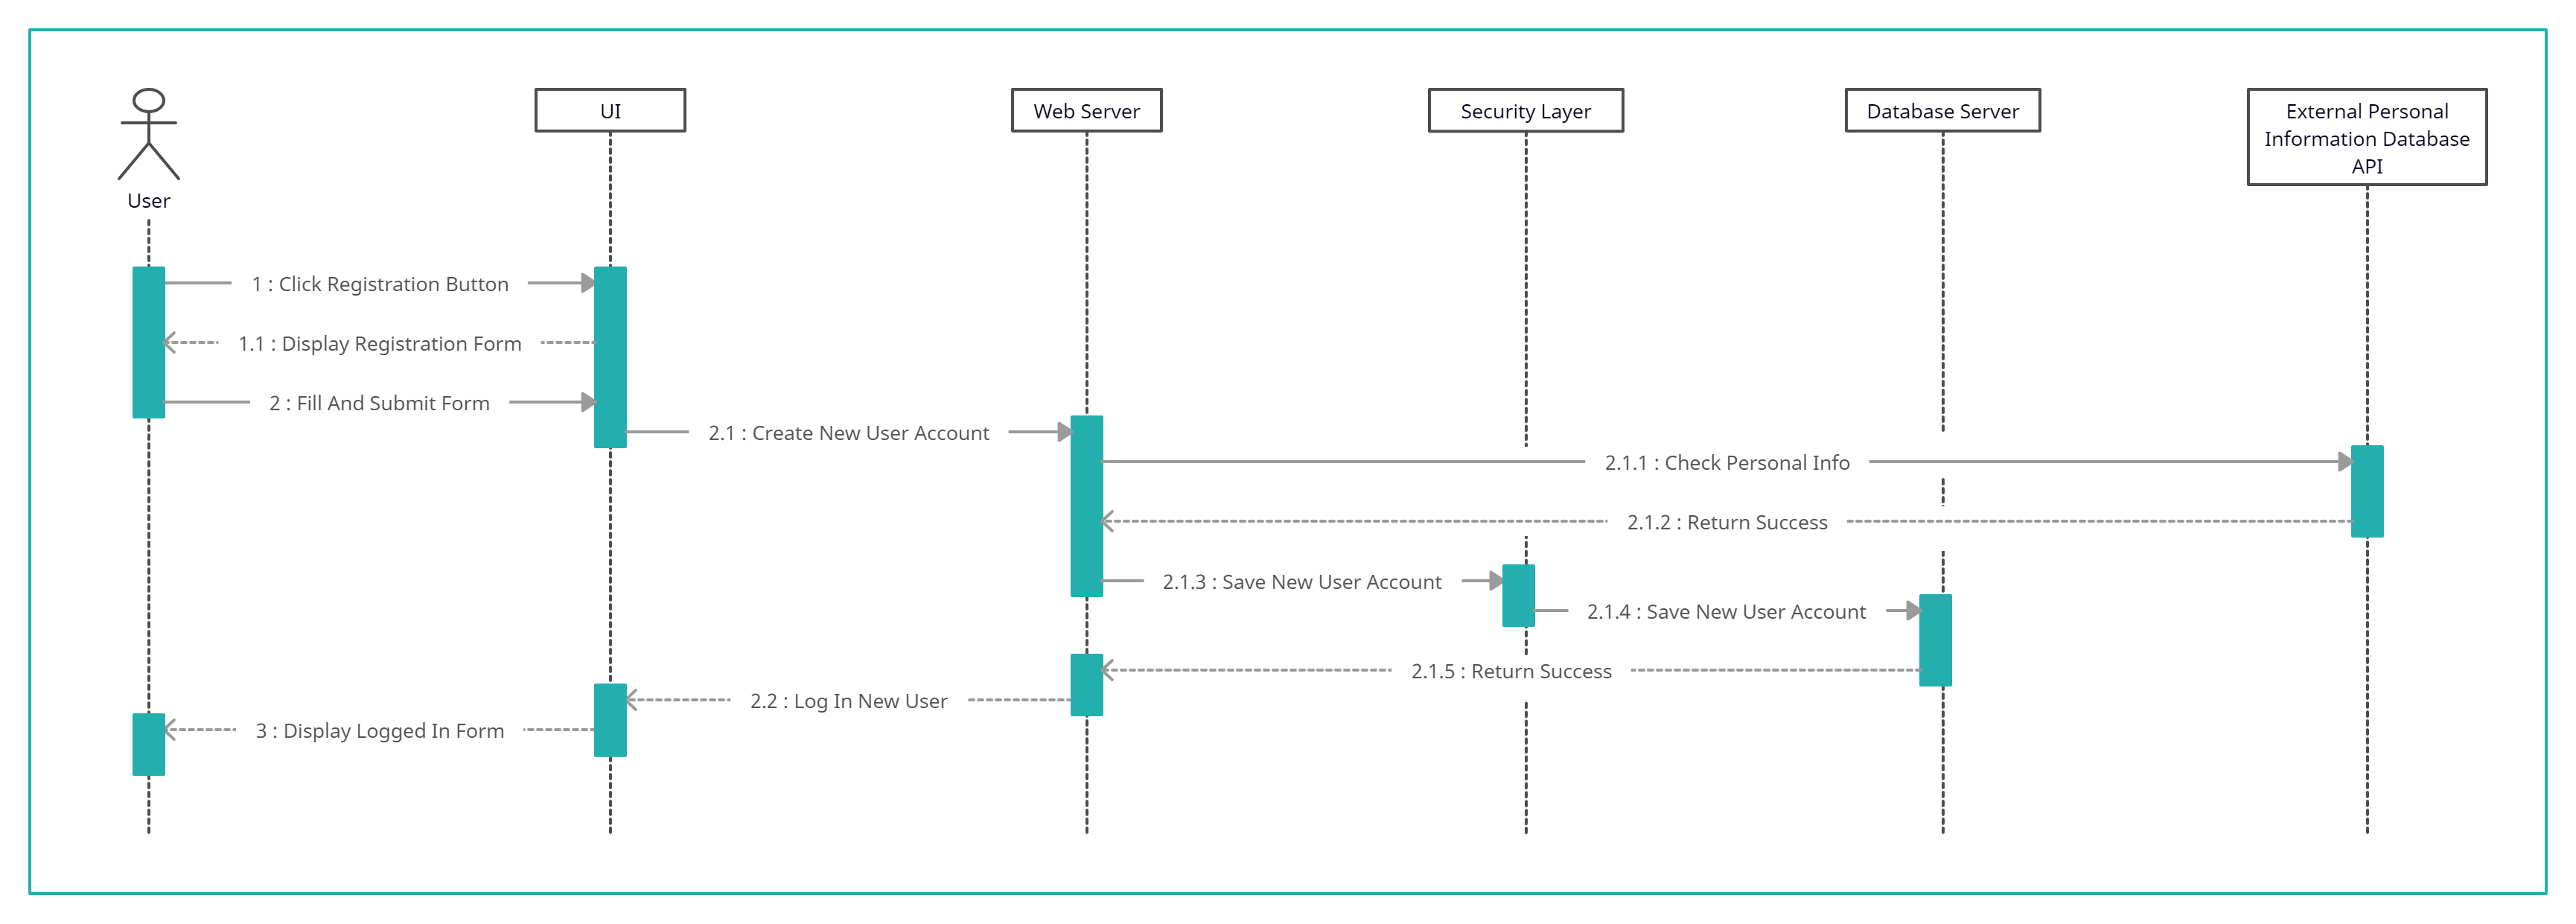 UI
Web Server
Security Layer
Database Server
External Personal
Information Database
API
User
1 : Click Registration Button
1.1 : Display Registration Form
2 : Fill And Submit Form
2.1 : Create New User Account
2.1.1 : Check Personal Info
2.1.2 : Return Success
2.1.3 : Save New User Account
2.1.4 : Save New User Account
2.1.5 : Return Success
2.2 : Log In New User
3 : Display Logged In Form